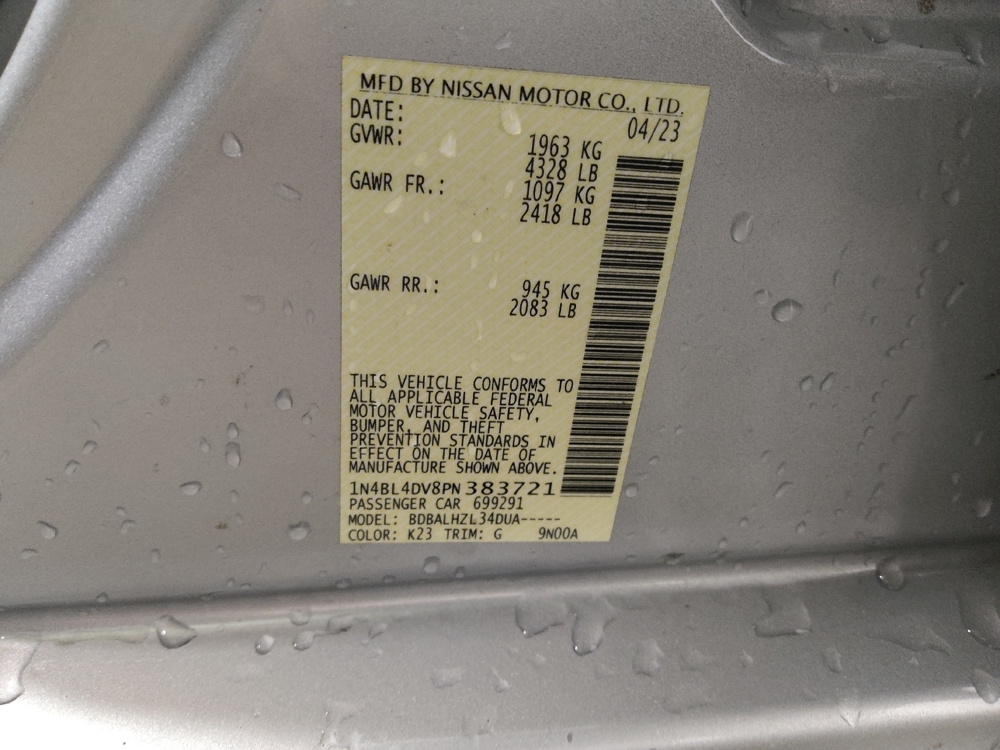 MFD BY NISSAN MOTOR CO., LTD.
DATE: 04/23
GVWR: 1963 KG
4328 LB
GAWR FR.: 1097 KG
2418 LB
GAWR RR.: 945 KG
2083 LB
THIS VEHICLE CONFORMS TO
ALL APPLICABLE FEDERAL
MOTOR VEHICLE SAFETY,
BUMPER, AND THEFT
PREVENTION STANDARDS IN
EFFECT ON THE DATE OF
MANUFACTURE SHOWN ABOVE.
1N4BL4DV8PN383721
PASSENGER CAR 699291
MODEL: BDBALHZL34DUA-----
COLOR: K23 TRIM: G 9N00A